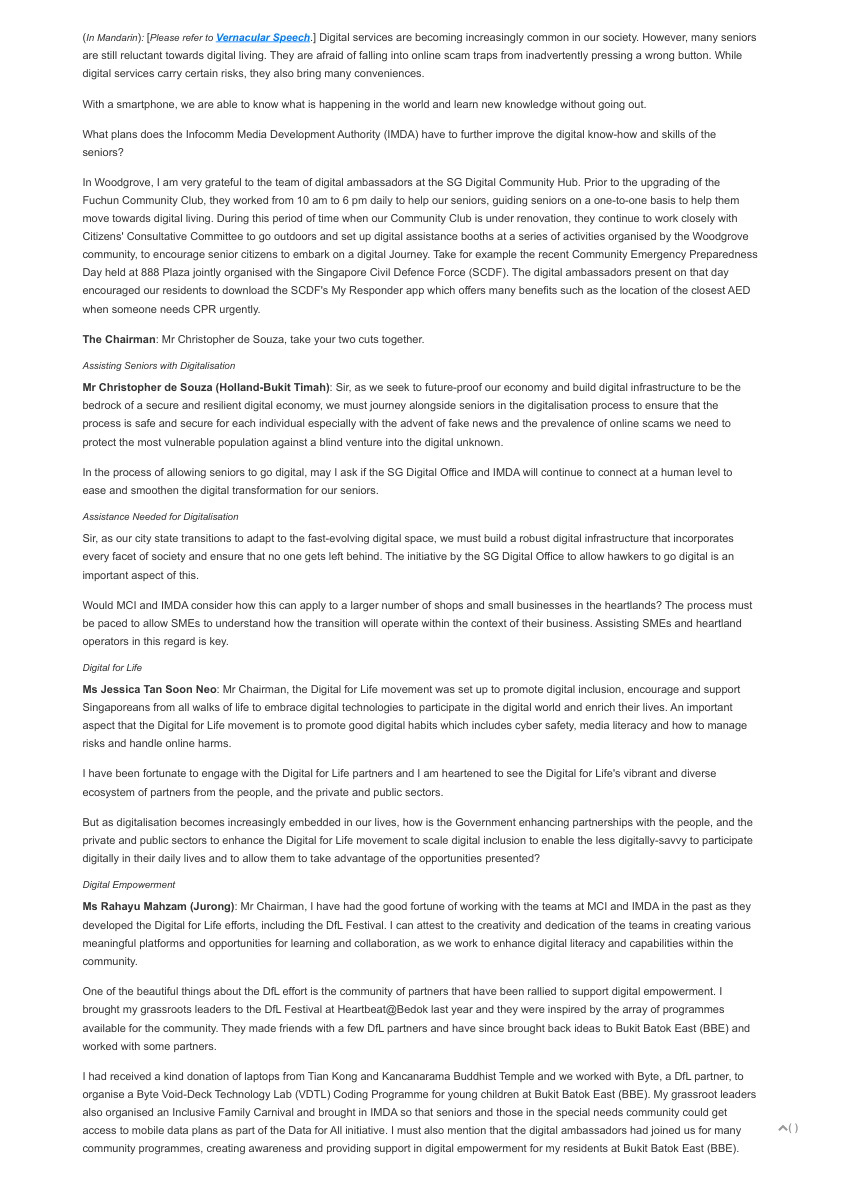 (In Mandarin): [Please refer to Vernacular Speech.] Digital services are becoming increasingly common in our society. However, many seniors
are still reluctant towards digital living. They are afraid of falling into online scam traps from inadvertently pressing a wrong button. While
digital services carry certain risks, they also bring many conveniences.
With a smartphone, we are able to know what is happening in the world and learn new knowledge without going out.
What plans does the Infocomm Media Development Authority (IMDA) have to further improve the digital know-how and skills of the
seniors?
In Woodgrove, I am very grateful to the team of digital ambassadors at the SG Digital Community Hub. Prior to the upgrading of the
Fuchun Community Club, they worked from 10 am to 6 pm daily to help our seniors, guiding seniors on a one-to-one basis to help them
move towards digital living. During this period of time when our Community Club is under renovation, they continue to work closely with
Citizens' Consultative Committee to go outdoors and set up digital assistance booths at a series of activities organised by the Woodgrove
community, to encourage senior citizens to embark on a digital Journey. Take for example the recent Community Emergency Preparedness
Day held at 888 Plaza jointly organised with the Singapore Civil Defence Force (SCDF). The digital ambassadors present on that day
encouraged our residents to download the SCDF's My Responder app which offers many benefits such as the location of the closest AED
when someone needs CPR urgently.
The Chairman: Mr Christopher de Souza, take your two cuts together.
Assisting Seniors with Digitalisation
Mr Christopher de Souza (Holland-Bukit Timah): Sir, as we seek to future-proof our economy and build digital infrastructure to be the
bedrock of a secure and resilient digital economy, we must journey alongside seniors in the digitalisation process to ensure that the
process is safe and secure for each individual especially with the advent of fake news and the prevalence of online scams we need to
protect the most vulnerable population against a blind venture into the digital unknown.
In the process of allowing seniors to go digital, may I ask if the SG Digital Office and IMDA will continue to connect at a human level to
ease and smoothen the digital transformation for our seniors.
Assistance Needed for Digitalisation
Sir, as our city state transitions to adapt to the fast-evolving digital space, we must build a robust digital infrastructure that incorporates
every facet of society and ensure that no one gets left behind. The initiative by the SG Digital Office to allow hawkers to go digital is an
important aspect of this.
Would MCI and IMDA consider how this can apply to a larger number of shops and small businesses in the heartlands? The process must
be paced to allow SMEs to understand how the transition will operate within the context of their business. Assisting SMEs and heartland
operators in this regard is key.
Digital for Life
Ms Jessica Tan Soon Neo: Mr Chairman, the Digital for Life movement was set up to promote digital inclusion, encourage and support
Singaporeans from all walks of life to embrace digital technologies to participate in the digital world and enrich their lives. An important
aspect that the Digital for Life movement is to promote good digital habits which includes cyber safety, media literacy and how to manage
risks and handle online harms.
I have been fortunate to engage with the Digital for Life partners and I am heartened to see the Digital for Life's vibrant and diverse
ecosystem of partners from the people, and the private and public sectors.
But as digitalisation becomes increasingly embedded in our lives, how is the Government enhancing partnerships with the people, and the
private and public sectors to enhance the Digital for Life movement to scale digital inclusion to enable the less digitally-savvy to participate
digitally in their daily lives and to allow them to take advantage of the opportunities presented?
Digital Empowerment
Ms Rahayu Mahzam (Jurong): Mr Chairman, I have had the good fortune of working with the teams at MCI and IMDA in the past as they
developed the Digital for Life efforts, including the DfL Festival. I can attest to the creativity and dedication of the teams in creating various
meaningful platforms and opportunities for learning and collaboration, as we work to enhance digital literacy and capabilities within the
community.
One of the beautiful things about the DfL effort is the community of partners that have been rallied to support digital empowerment. I
brought my grassroots leaders to the DfL Festival at Heartbeat@Bedok last year and they were inspired by the array of programmes
available for the community. They made friends with a few DfL partners and have since brought back ideas to Bukit Batok East (BBE) and
worked with some partners.
I had received a kind donation of laptops from Tian Kong and Kancanarama Buddhist Temple and we worked with Byte, a DfL partner, to
organise a Byte Void-Deck Technology Lab (VDTL) Coding Programme for young children at Bukit Batok East (BBE). My grassroot leaders
also organised an Inclusive Family Carnival and brought in IMDA so that seniors and those in the special needs community could get
access to mobile data plans as part of the Data for All initiative. I must also mention that the digital ambassadors had joined us for many
community programmes, creating awareness and providing support in digital empowerment for my residents at Bukit Batok East (BBE).
( )